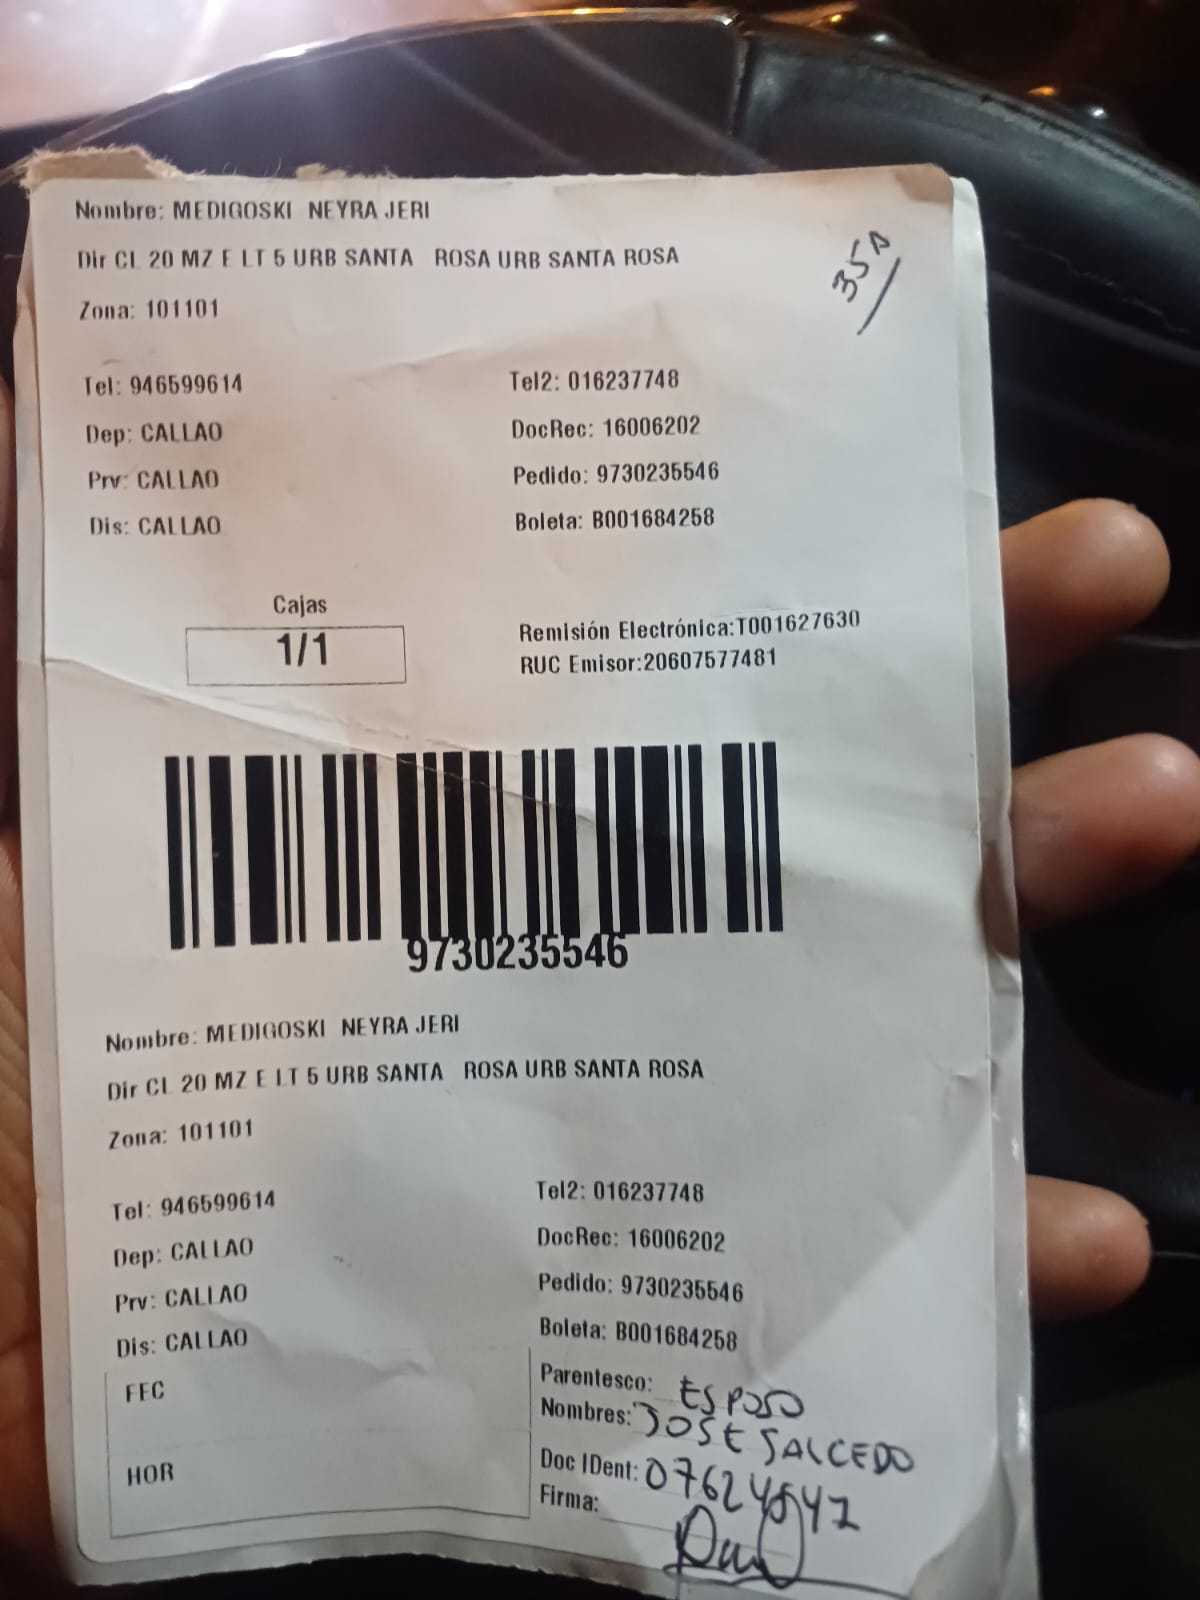 Nombre: MEDIGOSKI NEYRA JERI
Dir CL 20 MZ E LT 5 URB SANTA ROSA URB SANTA ROSA
Zona: 101101
Tel: 946599614 Tel2: 016237748
Dep: CALLAO DocRec: 16006202
Prv: CALLAO Pedido: 9730235546
Dis: CALLAO Boleta: B001684258
Cajas
1/1
Remisión Electrónica:T001627630
RUC Emisor:20607577481
9730235546
Nombre: MEDIGOSKI NEYRA JERI
Dir CL 20 MZ E LT 5 URB SANTA ROSA URB SANTA ROSA
Zona: 101101
Tel: 946599614 Tel2: 016237748
Dep: CALLAO DocRec: 16006202
Prv: CALLAO Pedido: 9730235546
Dis: CALLAO Boleta: B001684258
FEC
HOR
Parentesco: ESPOSO
Nombres: JOSE SALCEDO
Doc IDent:
Firma: